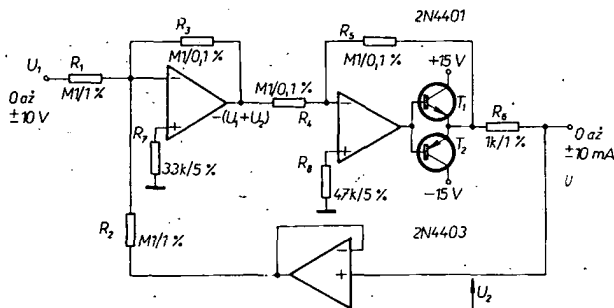 2N4401
R₃
M1/0,1 %
R₅
M1/0,1 %
+15 V
U₁
R₁
M1/1 %
0 až
±10 V
−
+
−(U₁+U₂)
M1/0,1 %
R₄
−
+
T₁
T₂
R₆
1k/1 %
0 až
±10 mA
U
R₇
33k/5 %
R₈
47k/5 %
−15 V
R₂
M1/1 %
2N4403
−
+
U₂